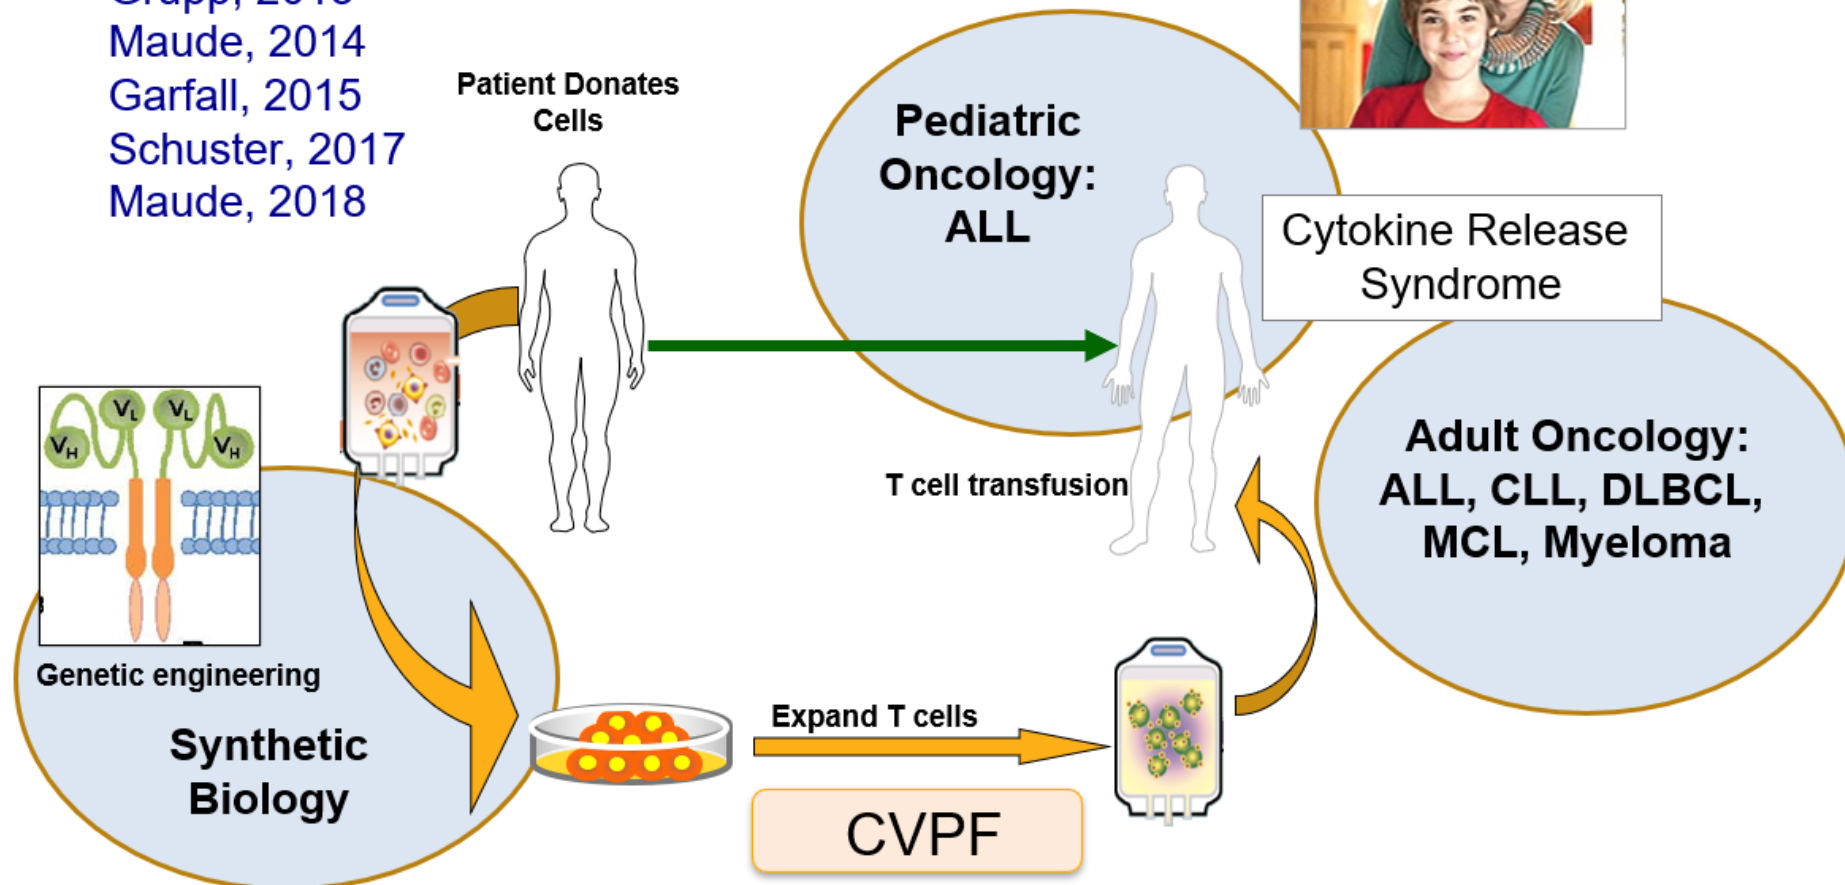 Maude, 2014
Garfall, 2015
Schuster, 2017
Maude, 2018
Patient Donates
Cells
Pediatric
Oncology:
ALL
Cytokine Release
Syndrome
Adult Oncology:
ALL, CLL, DLBCL,
MCL, Myeloma
T cell transfusion
VL
VL
VH
VH
Genetic engineering
Synthetic
Biology
Expand T cells
CVPF